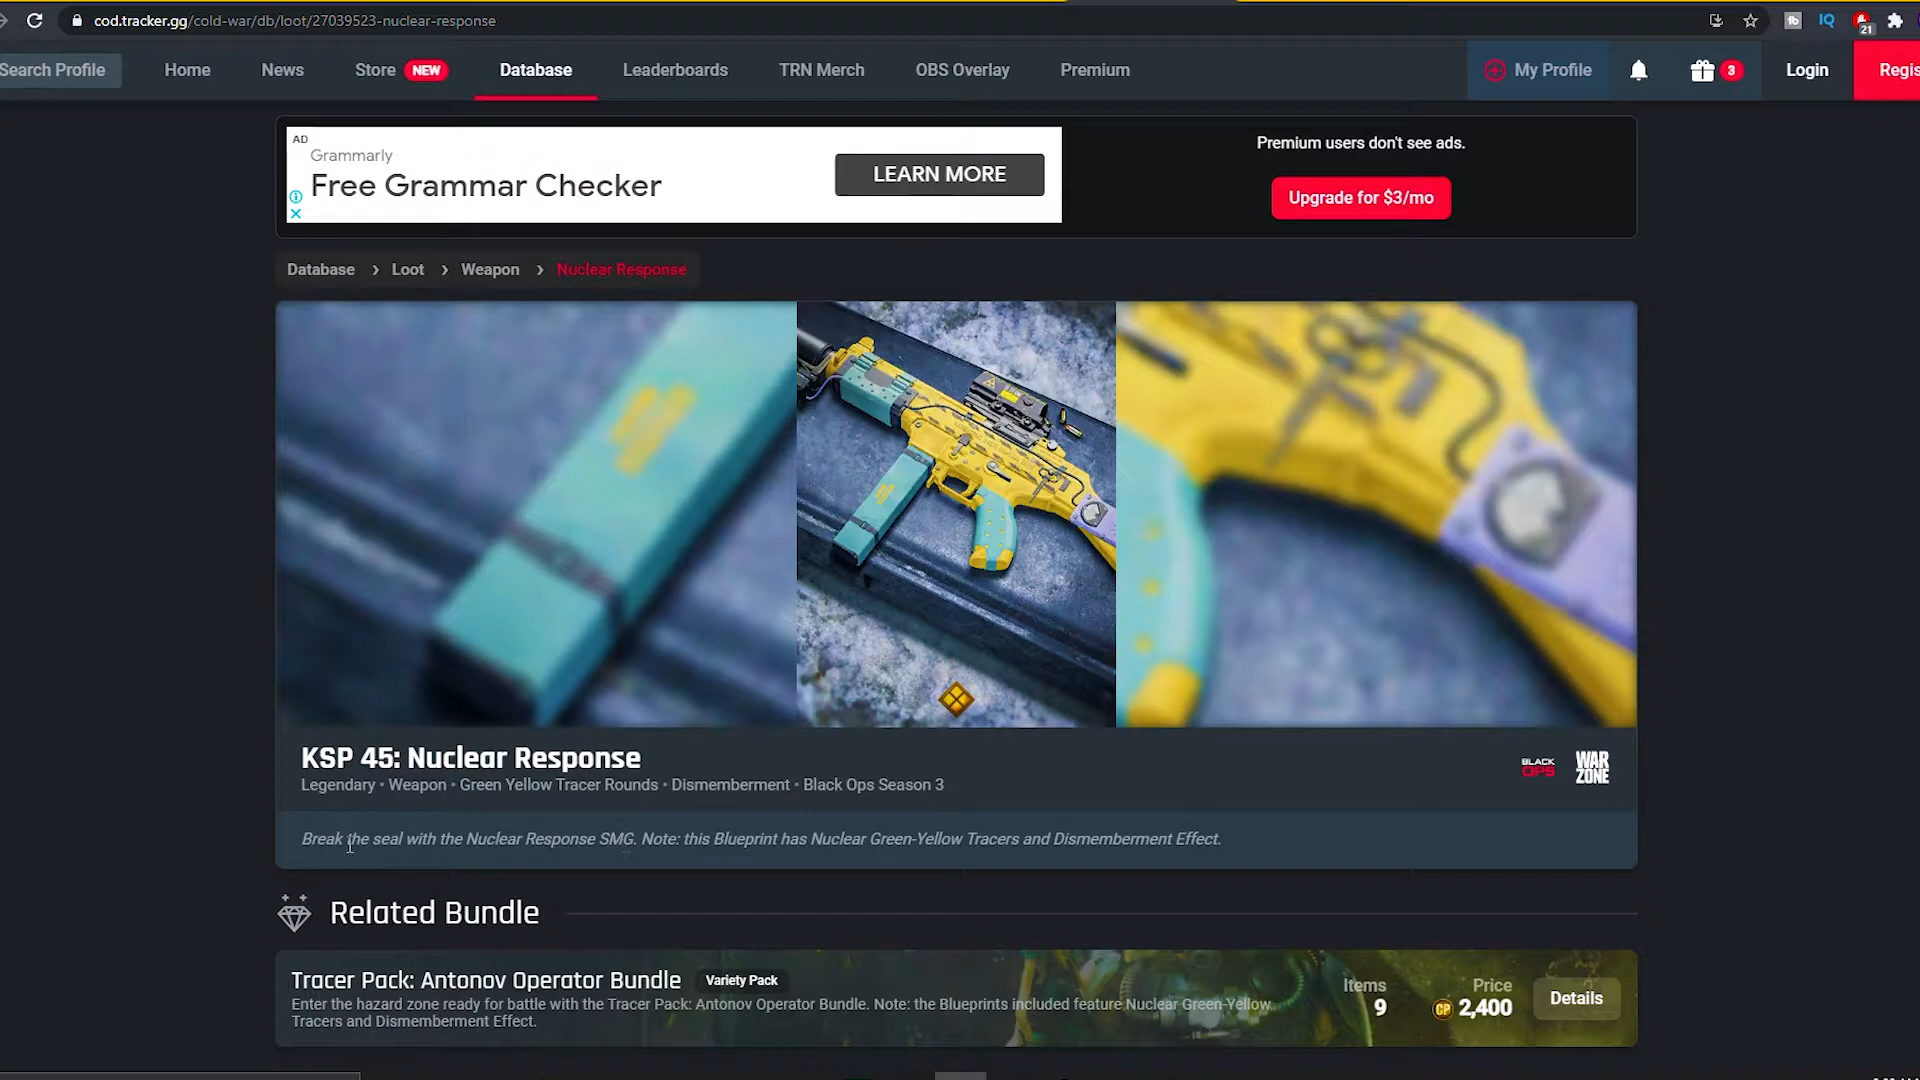 cod.tracker.gg/cold-war/db/loot/27039523-nuclear-response
21
Search Profile
Home
News
Store NEW
Database
Leaderboards
TRN Merch
OBS Overlay
Premium
My Profile
3
Login
Regis
AD
Grammarly
Free Grammar Checker
LEARN MORE
Premium users don't see ads.
Upgrade for $3/mo
Database › Loot › Weapon › Nuclear Response
KSP 45: Nuclear Response
Legendary • Weapon • Green Yellow Tracer Rounds • Dismemberment • Black Ops Season 3
BLACK
OPS
WAR
ZONE
Break the seal with the Nuclear Response SMG. Note: this Blueprint has Nuclear Green-Yellow Tracers and Dismemberment Effect.
Related Bundle
Tracer Pack: Antonov Operator Bundle Variety Pack
Enter the hazard zone ready for battle with the Tracer Pack: Antonov Operator Bundle. Note: the Blueprints included feature Nuclear Green-Yellow
Tracers and Dismemberment Effect.
Items
9
Price
CP 2,400
Details